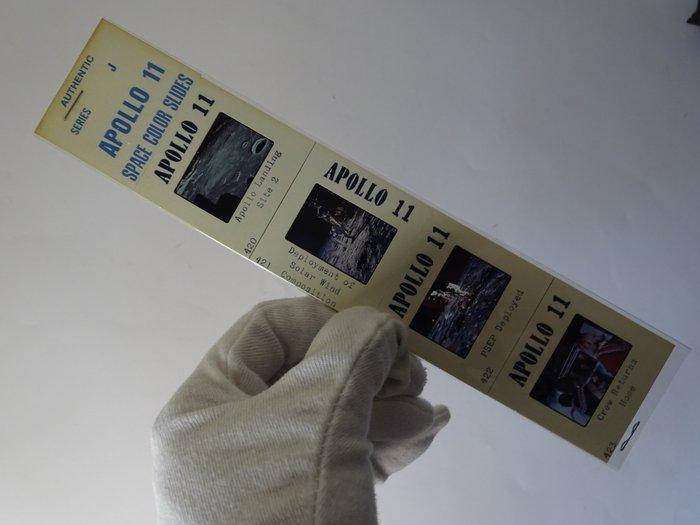 AUTHENTIC
SERIES J
APOLLO 11
SPACE COLOR SLIDES
APOLLO 11
Apollo Landing
Site 2
420
APOLLO 11
Deployment of
Solar Wind
Composition
421
APOLLO 11
PSEP Deployed
422
APOLLO 11
Crew Returns
Home
423